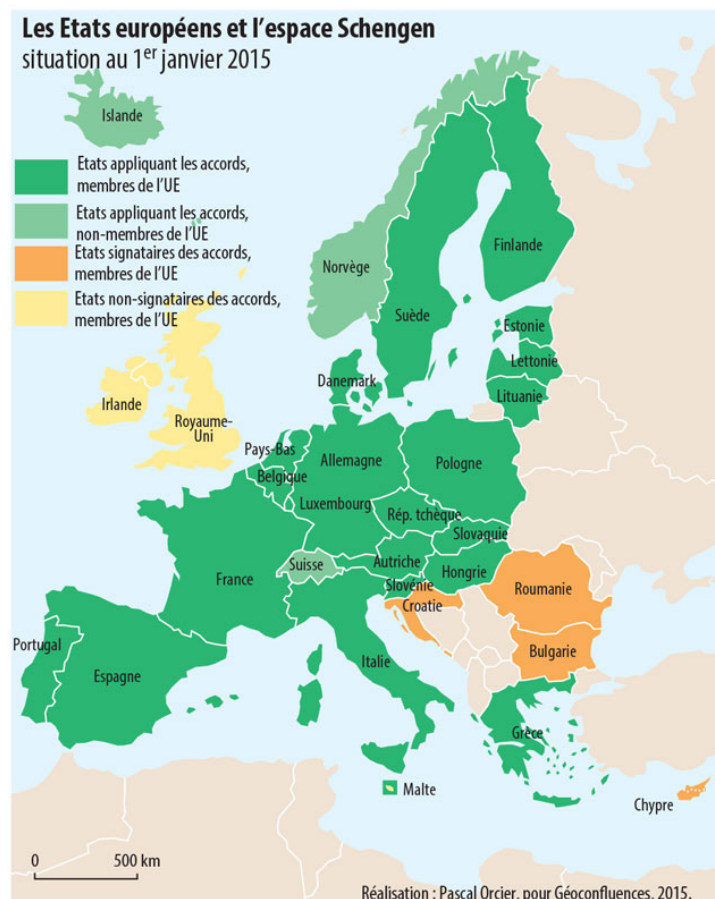 Les Etats européens et l'espace Schengen
situation au 1er janvier 2015
Islande
Etats appliquant les accords,
membres de l'UE
Etats appliquant les accords,
non-membres de l'UE
Etats signataires des accords,
membres de l'UE
Etats non-signataires des accords,
membres de l'UE
Finlande
Norvège
Suède
Estonie
Lettonie
Lituanie
Danemark
Irlande
Royaume-
Uni
Pays-Bas
Belgique
Allemagne
Pologne
Luxembourg
Rép. tchèque
Slovaquie
France
Suisse
Autriche
Hongrie
Slovénie
Croatie
Roumanie
Bulgarie
Portugal
Espagne
Italie
Grèce
Malte
Chypre
0 500 km
Réalisation : Pascal Orcier, pour Géoconfluences, 2015.